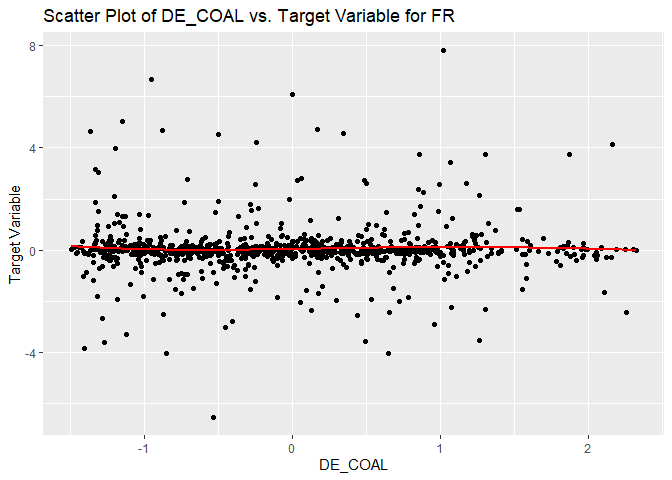 Scatter Plot of DE_COAL vs. Target Variable for FR
8
4
0
-4
Target Variable
-1
0
1
2
DE_COAL